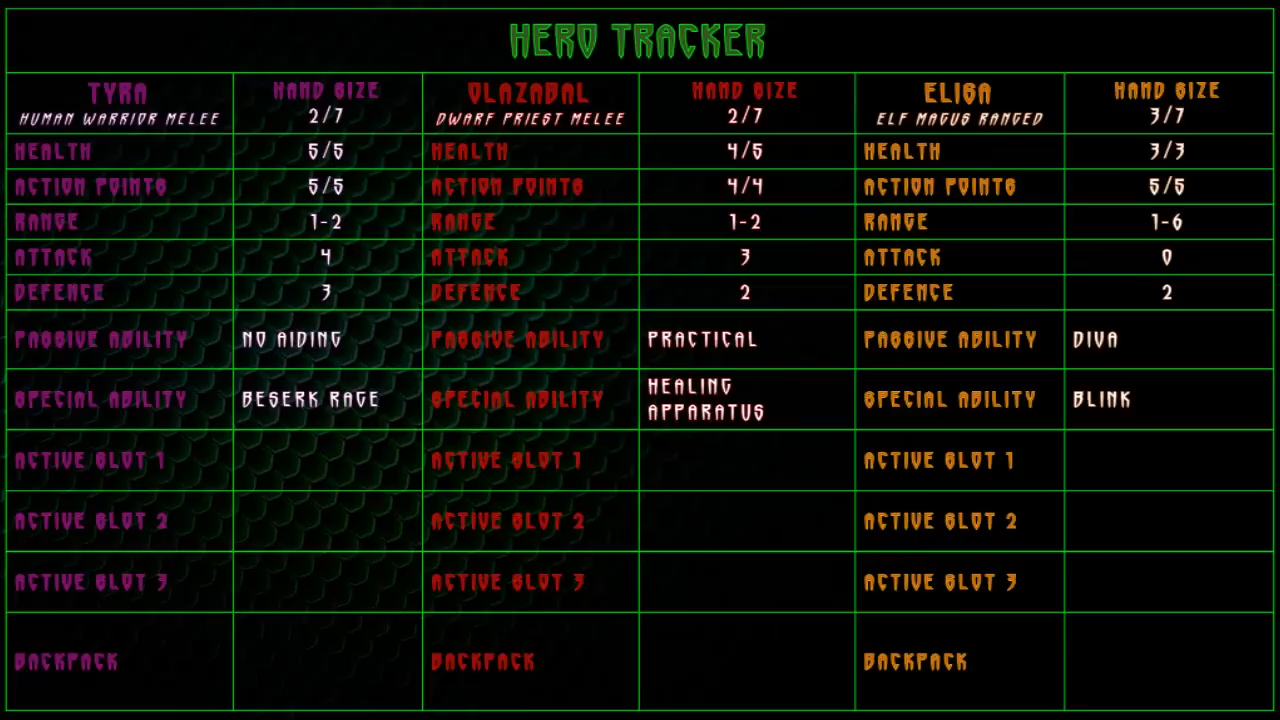 HERO TRACKER
TYRA HAND SIZE OLAZABAL HAND SIZE ELISA HAND SIZE
HUMAN WARRIOR MELEE 2/7 DWARF PRIEST MELEE 2/7 ELF MAGUS RANGED 3/7
HEALTH 5/5 HEALTH 4/5 HEALTH 3/3
ACTION POINTS 5/5 ACTION POINTS 4/4 ACTION POINTS 5/5
RANGE 1-2 RANGE 1-2 RANGE 1-6
ATTACK 4 ATTACK 3 ATTACK 0
DEFENCE 3 DEFENCE 2 DEFENCE 2
PASSIVE ABILITY NO AIDING PASSIVE ABILITY PRACTICAL PASSIVE ABILITY DIVA
SPECIAL ABILITY BESERK RAGE SPECIAL ABILITY HEALING APPARATUS SPECIAL ABILITY BLINK
ACTIVE SLOT 1 ACTIVE SLOT 1 ACTIVE SLOT 1
ACTIVE SLOT 2 ACTIVE SLOT 2 ACTIVE SLOT 2
ACTIVE SLOT 3 ACTIVE SLOT 3 ACTIVE SLOT 3
BACKPACK BACKPACK BACKPACK